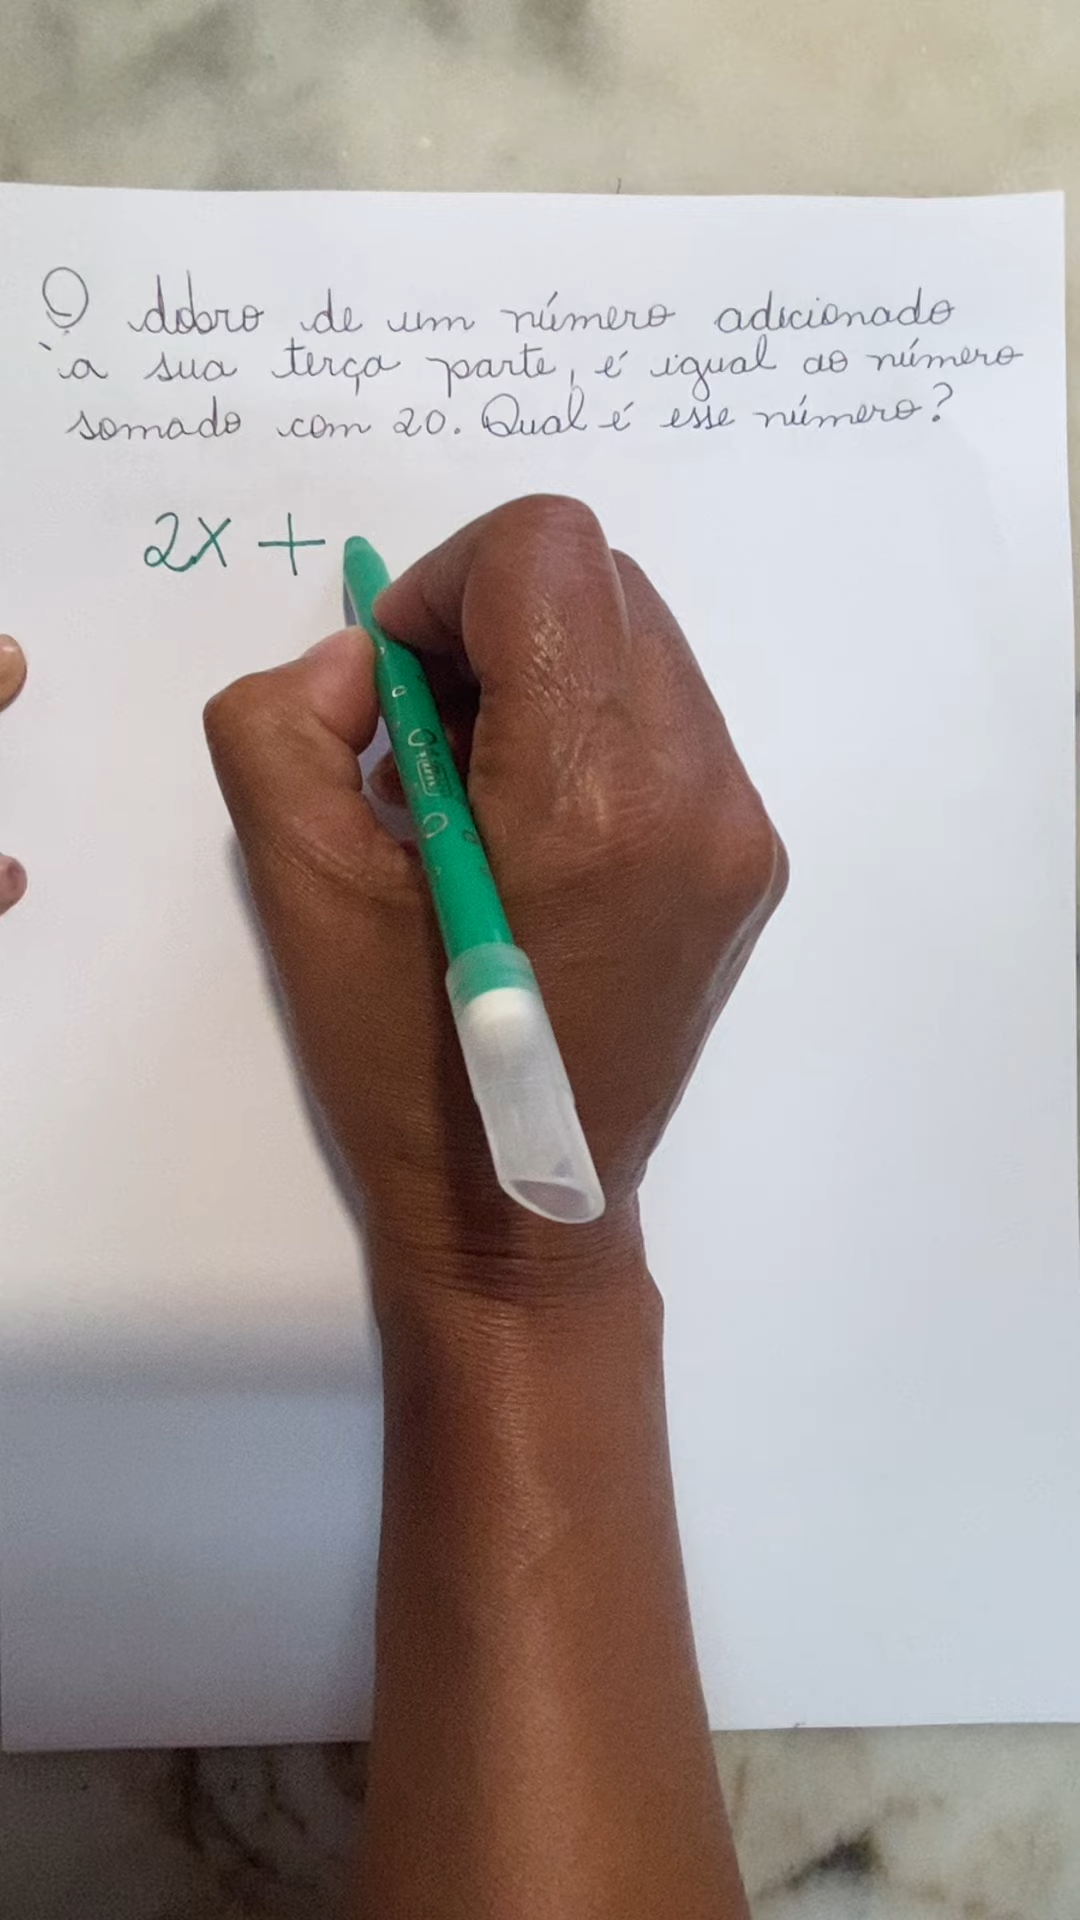 O dobro de um número adicionado
à sua terça parte, é igual ao número
somado com 20. Qual é esse número?
2x +